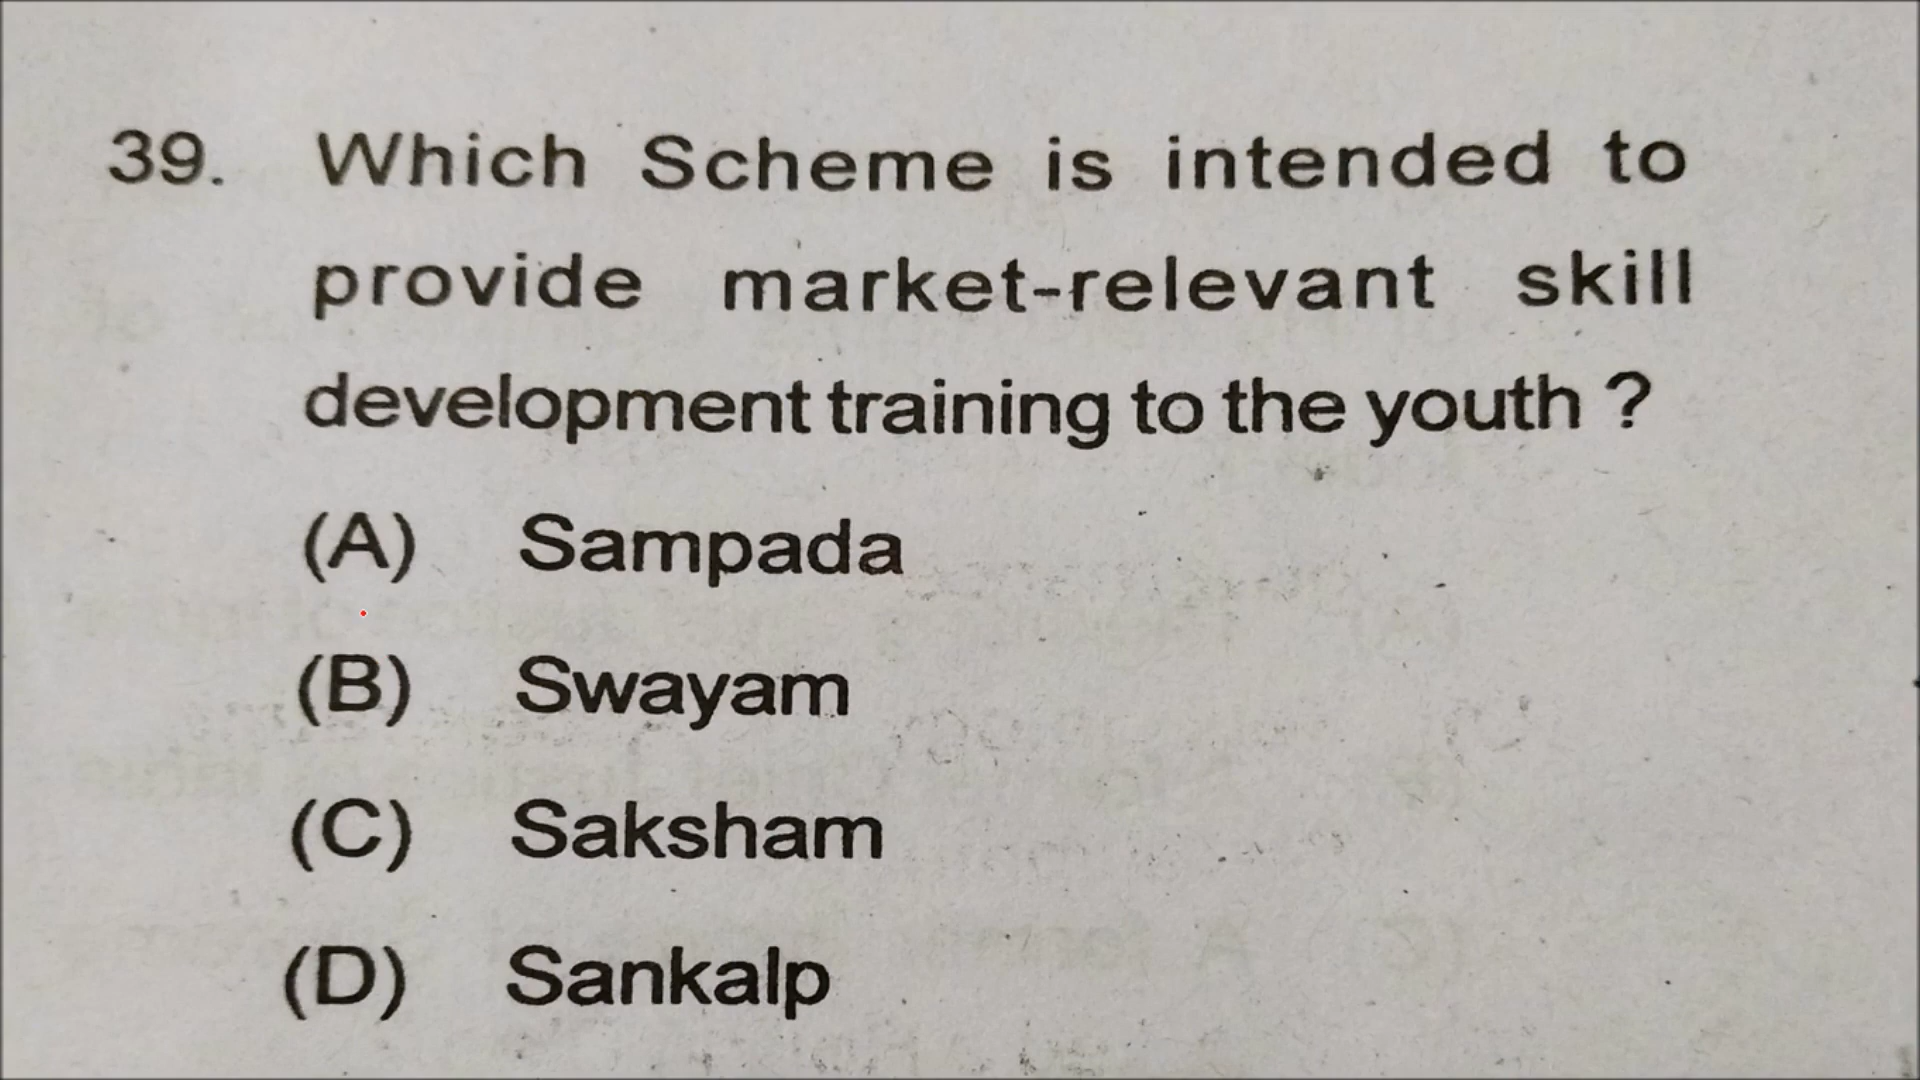 39. Which Scheme is intended to
provide market-relevant skill
development training to the youth ?
(A) Sampada
(B) Swayam
(C) Saksham
(D) Sankalp